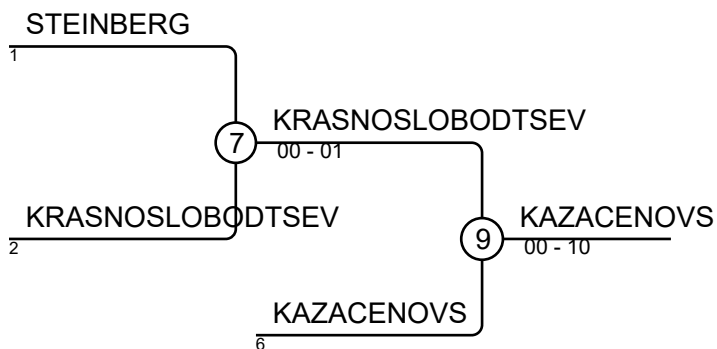 STEINBERG
1
7
KRASNOSLOBODTSEV
00 - 01
KRASNOSLOBODTSEV
2
9
KAZACENOVS
00 - 10
KAZACENOVS
6